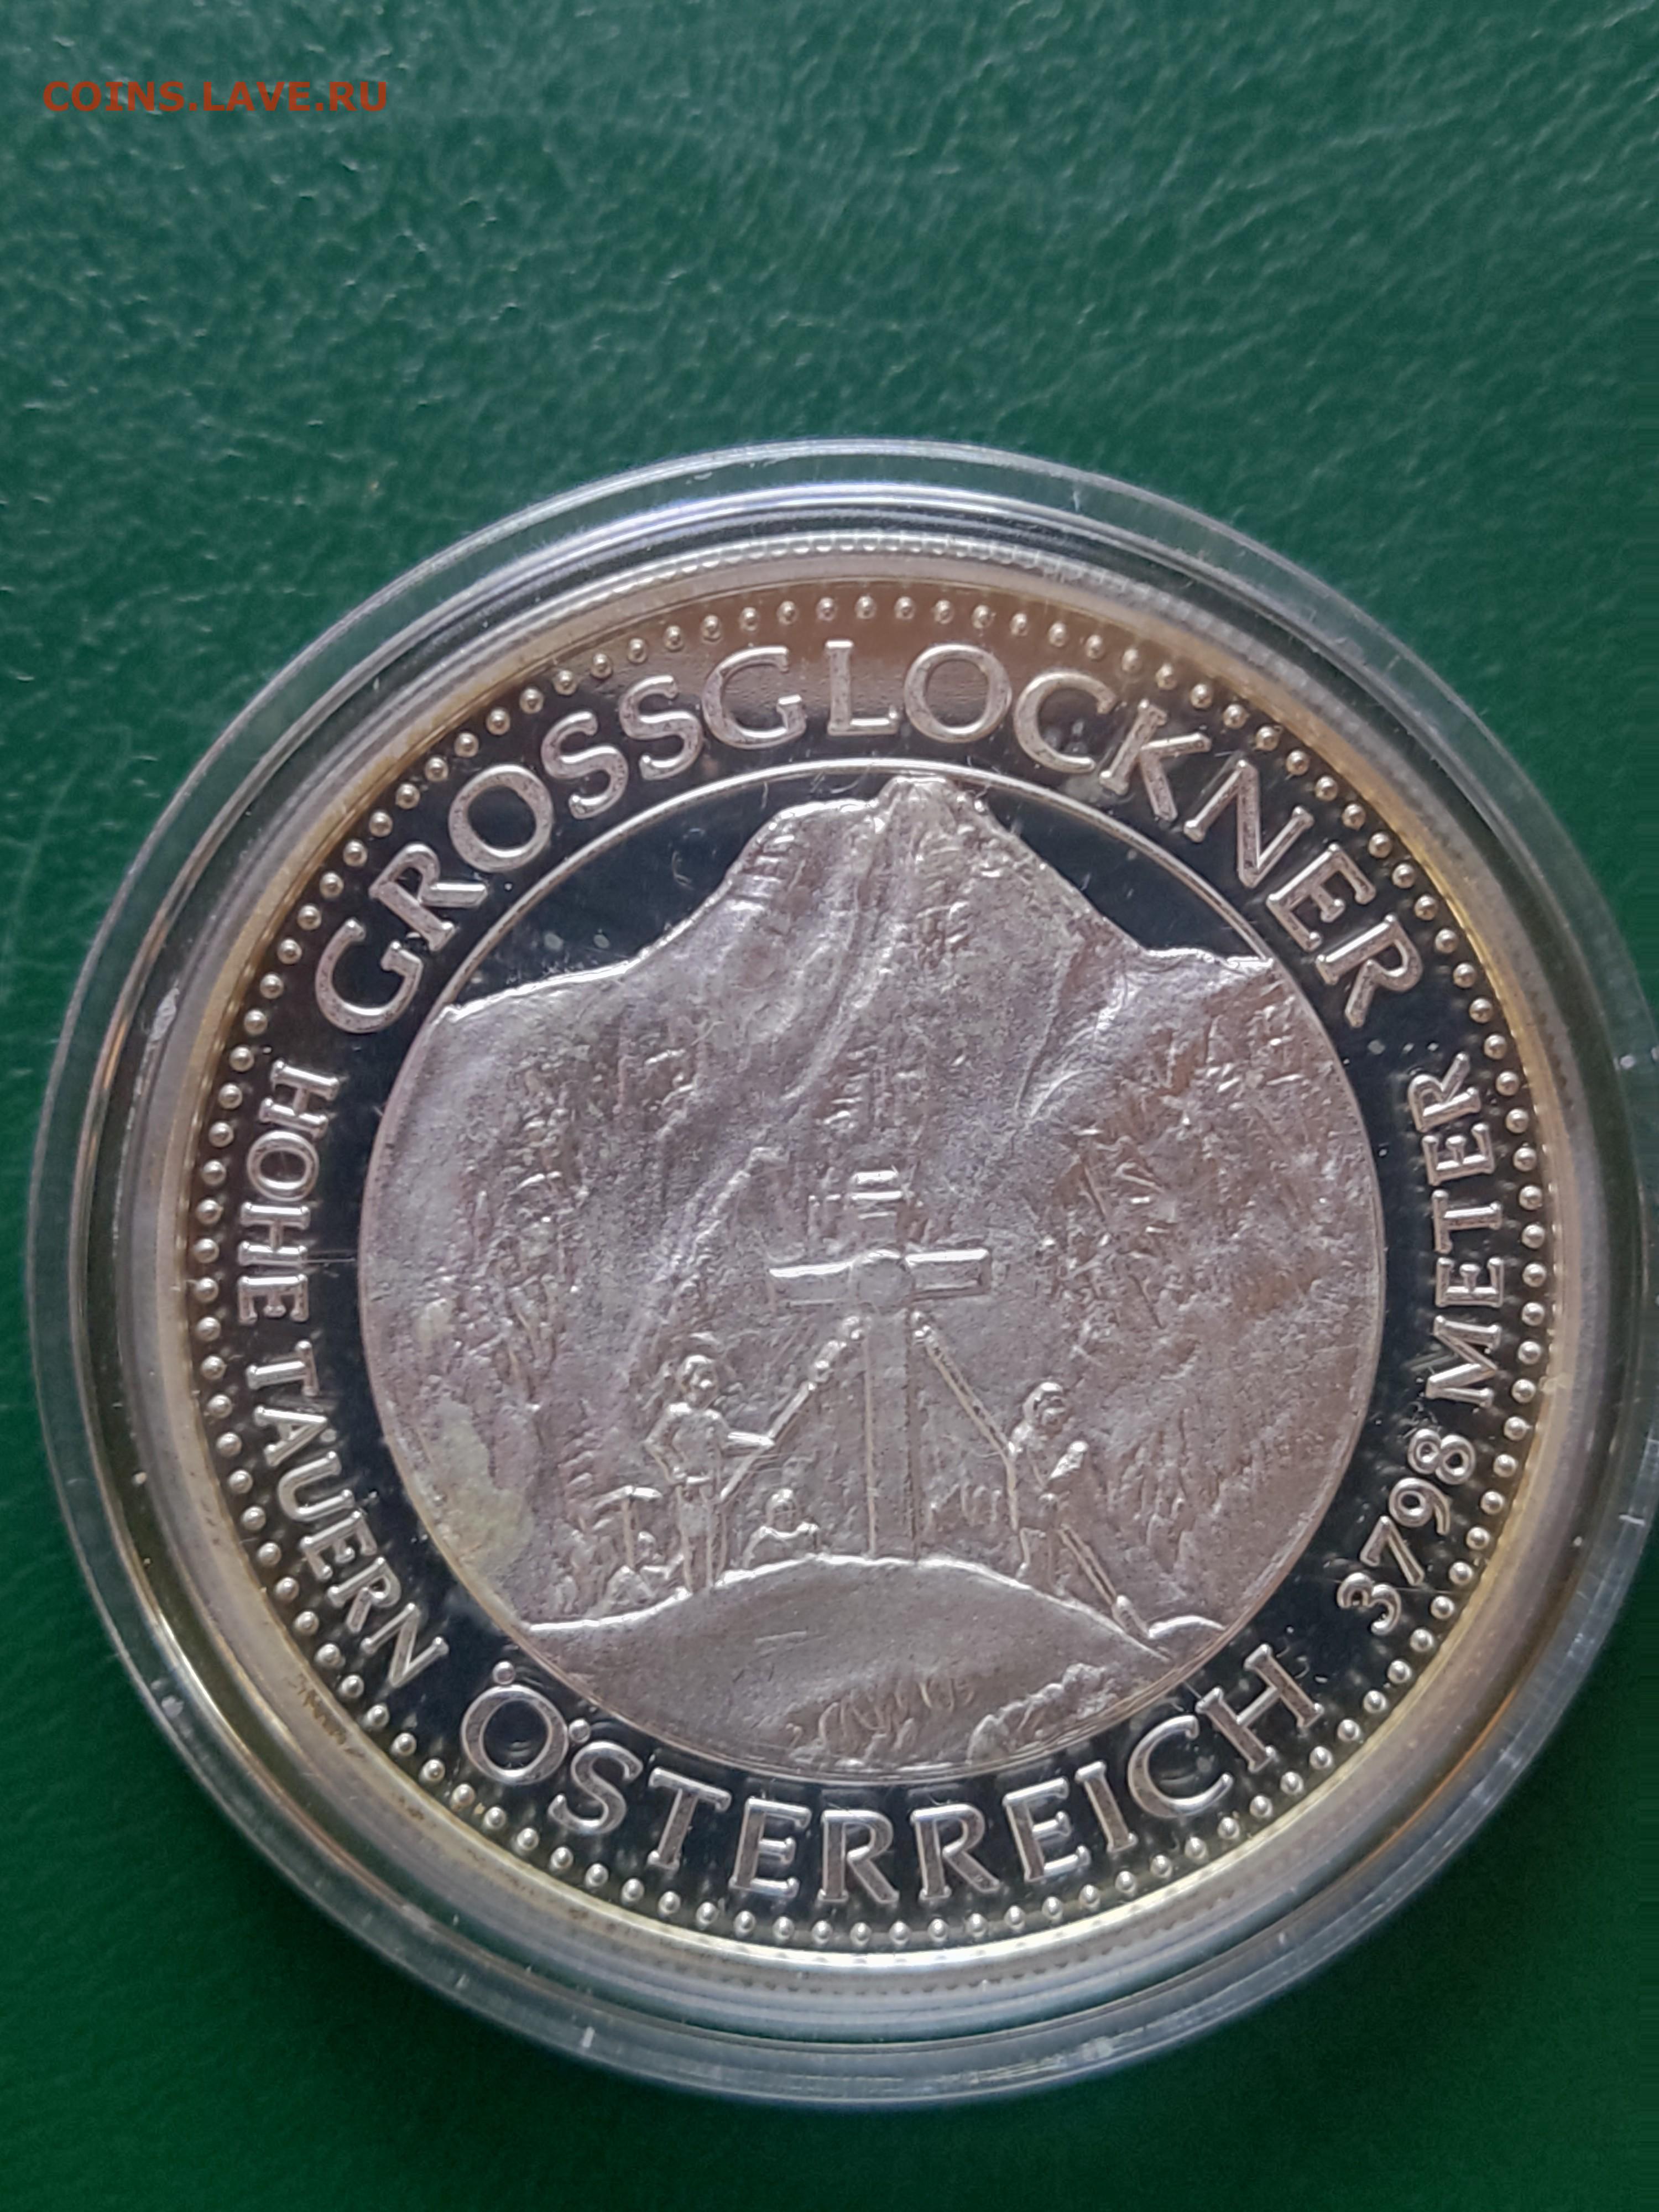 COINS.LAVE.RU
GROSSGLOCKNER
HOHE TAUERN
ÖSTERREICH
3798 METER